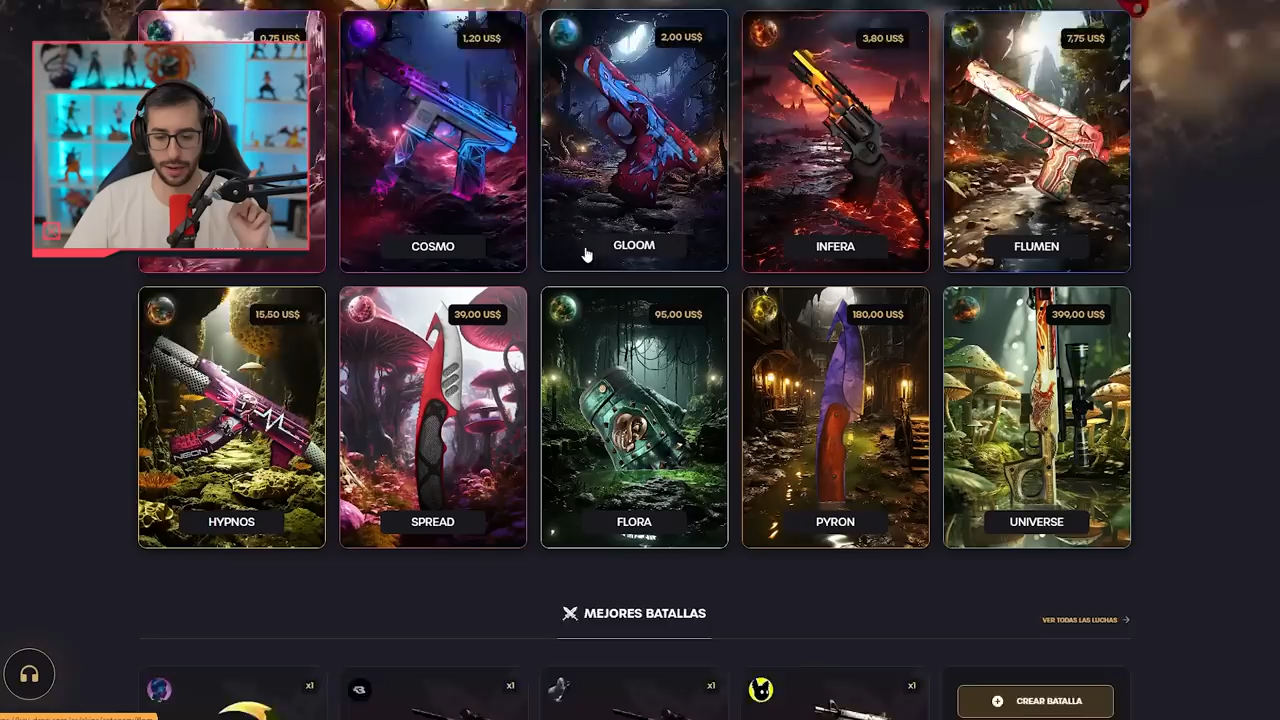 0,75 US$
1,20 US$
2,00 US$
3,80 US$
7,75 US$
COSMO
GLOOM
INFERA
FLUMEN
15,50 US$
39,00 US$
95,00 US$
180,00 US$
399,00 US$
HYPNOS
SPREAD
FLORA
PYRON
UNIVERSE
MEJORES BATALLAS
VER TODAS LAS LUCHAS
x1
x1
x1
x1
CREAR BATALLA